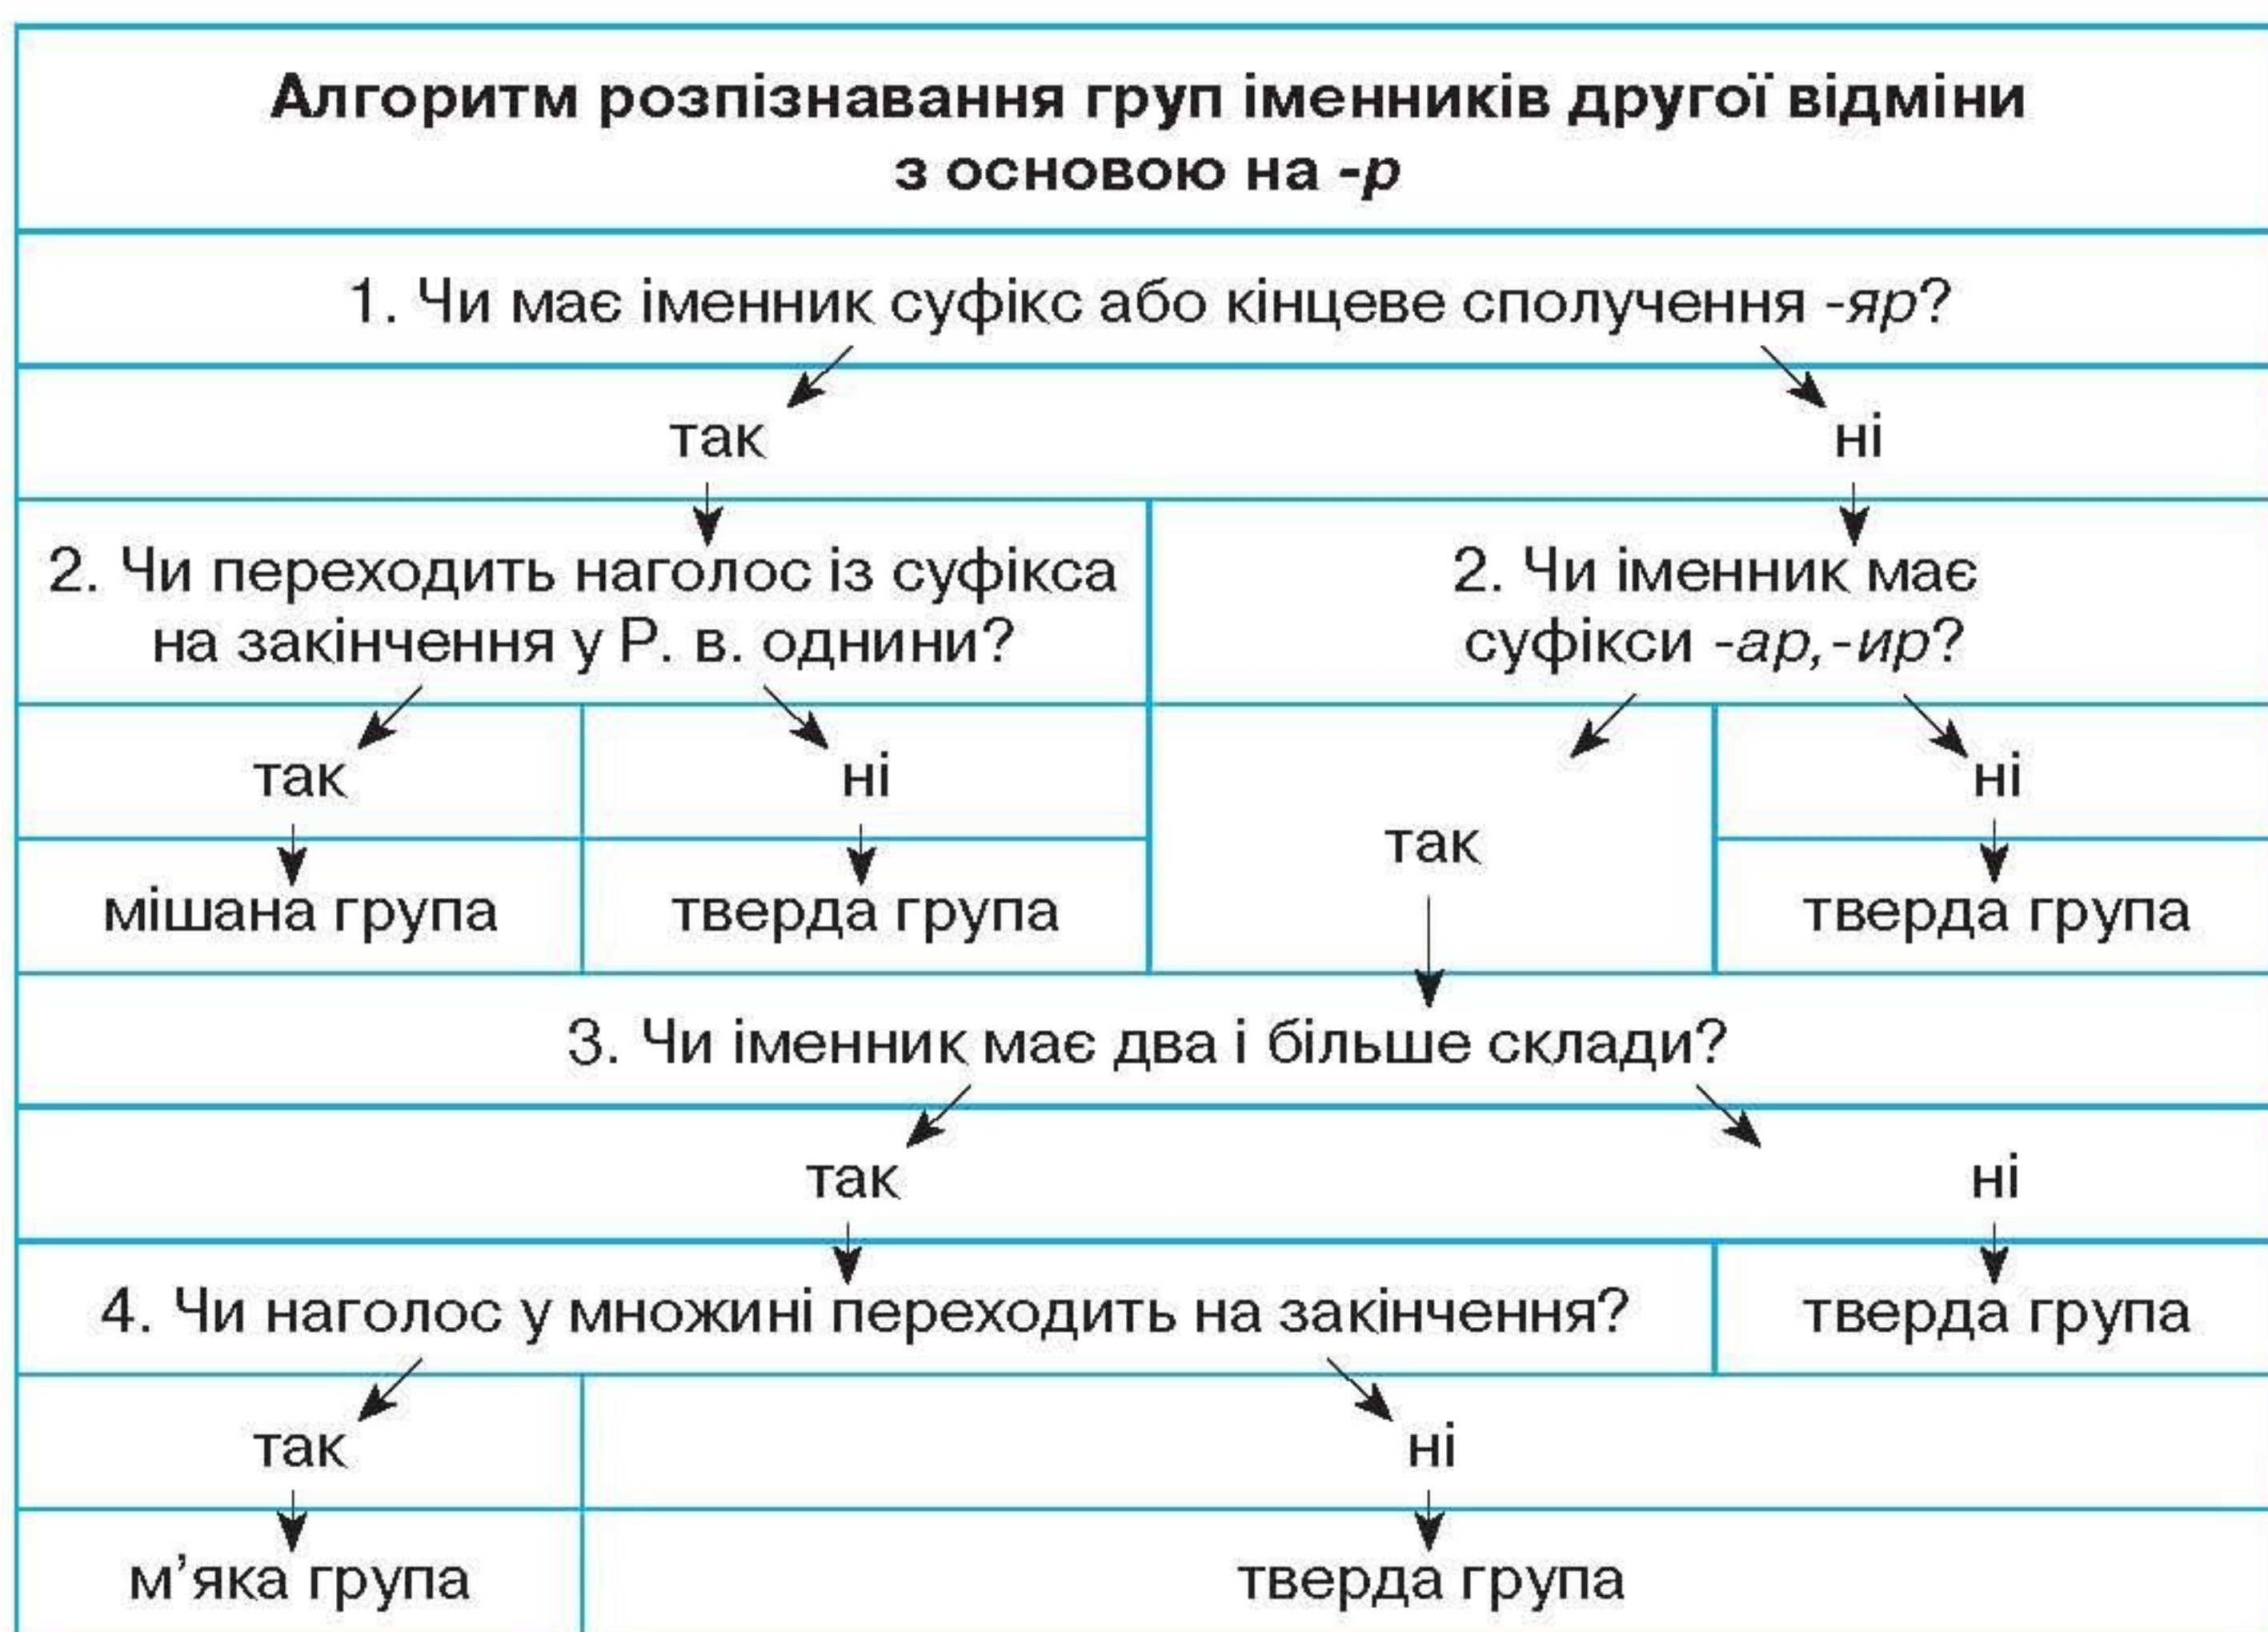 Алгоритм розпізнавання груп іменників другої відміни
з основою на -р
1. Чи має іменник суфікс або кінцеве сполучення -яр?
так
ні
2. Чи переходить наголос із суфікса
на закінчення у Р. в. однини?
2. Чи іменник має
суфікси -ар,-ир?
так
ні
так
ні
мішана група
тверда група
тверда група
3. Чи іменник має два і більше склади?
так
ні
4. Чи наголос у множині переходить на закінчення?
тверда група
так
ні
м’яка група
тверда група